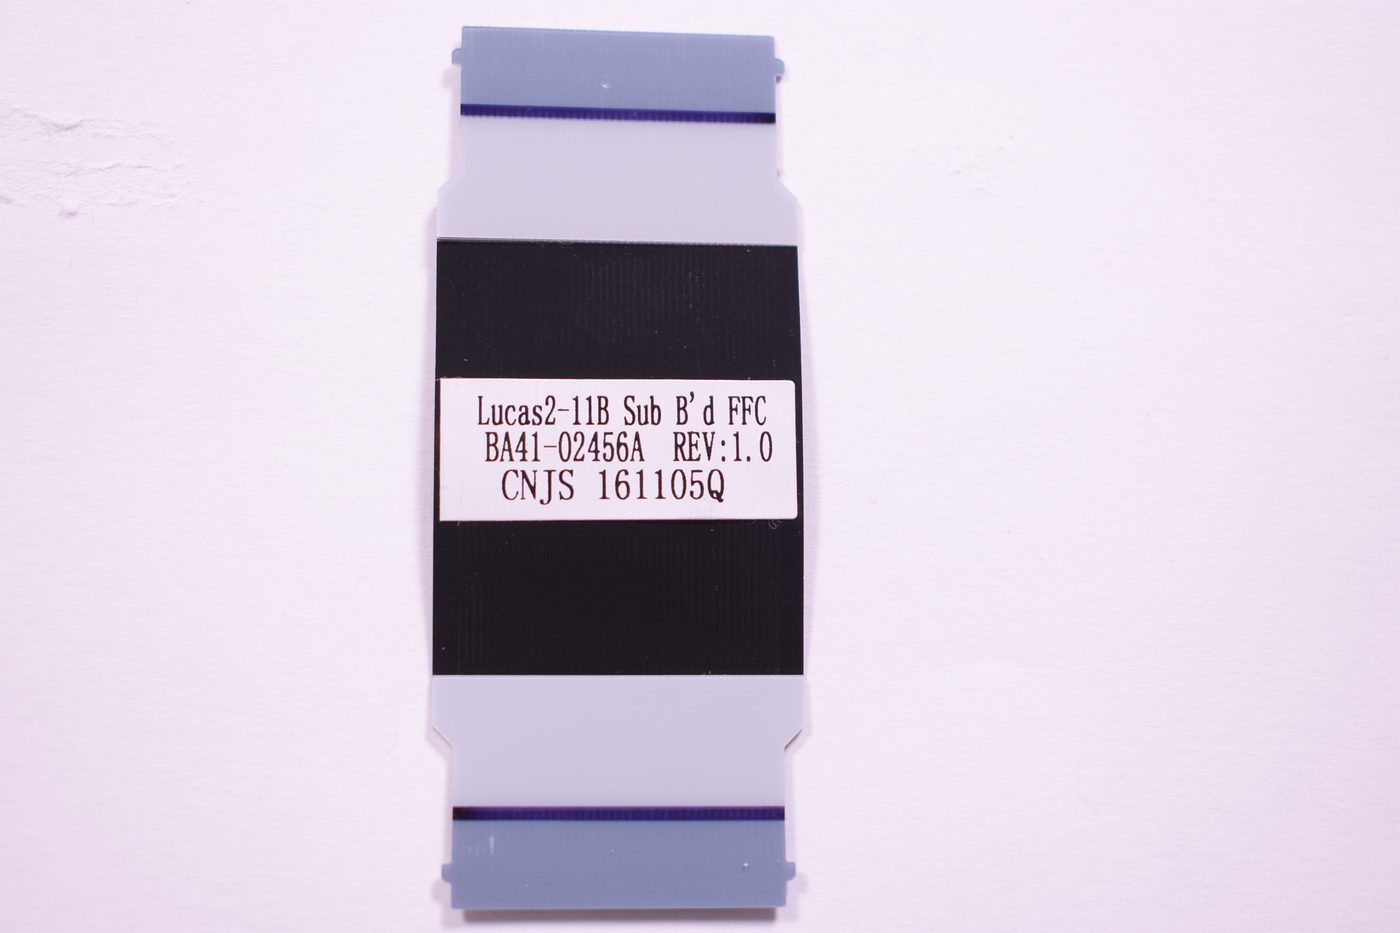 Lucas2-11B Sub B'd FFC
BA41-02456A REV:1.0
CNJS 161105Q